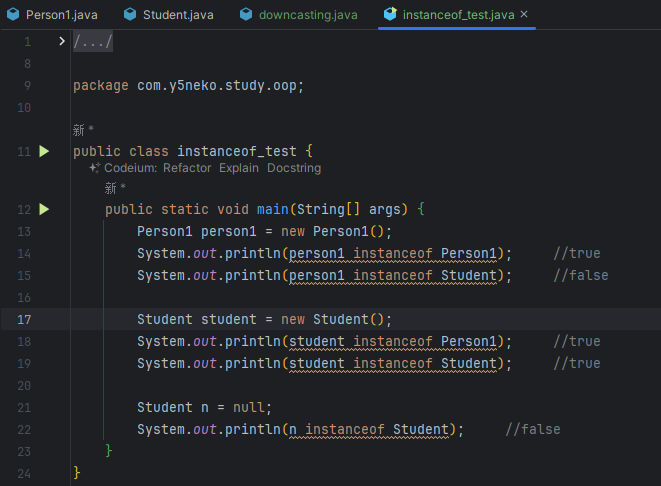 Person1.java Student.java downcasting.java instanceof_test.java ×
1 > /.../
8
9 package com.y5neko.study.oop;
10
新 *
11 public class instanceof_test {
Codeium: Refactor Explain Docstring
新 *
12 public static void main(String[] args) {
13 Person1 person1 = new Person1();
14 System.out.println(person1 instanceof Person1); //true
15 System.out.println(person1 instanceof Student); //false
16
17 Student student = new Student();
18 System.out.println(student instanceof Person1); //true
19 System.out.println(student instanceof Student); //true
20
21 Student n = null;
22 System.out.println(n instanceof Student); //false
23 }
24 }